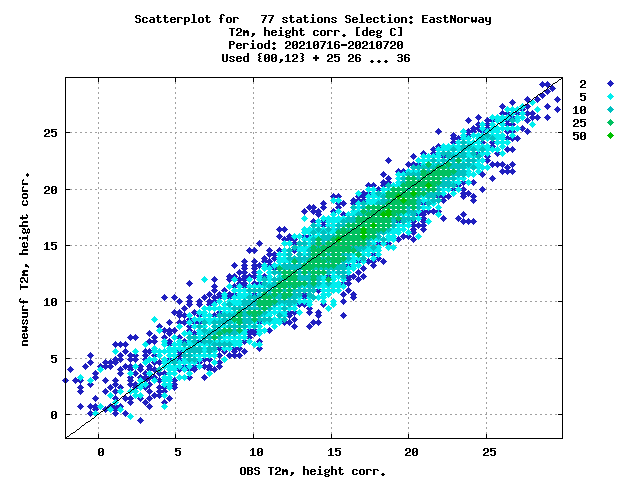 Scatterplot for   77 stations Selection: EastNorway
T2m, height corr. [deg C]
Period: 20210716-20210720
Used {00,12} + 25 26 ... 36
2
5
10
25
50
25
20
15
10
5
0
newsurf T2m, height corr.
0 5 10 15 20 25
OBS T2m, height corr.